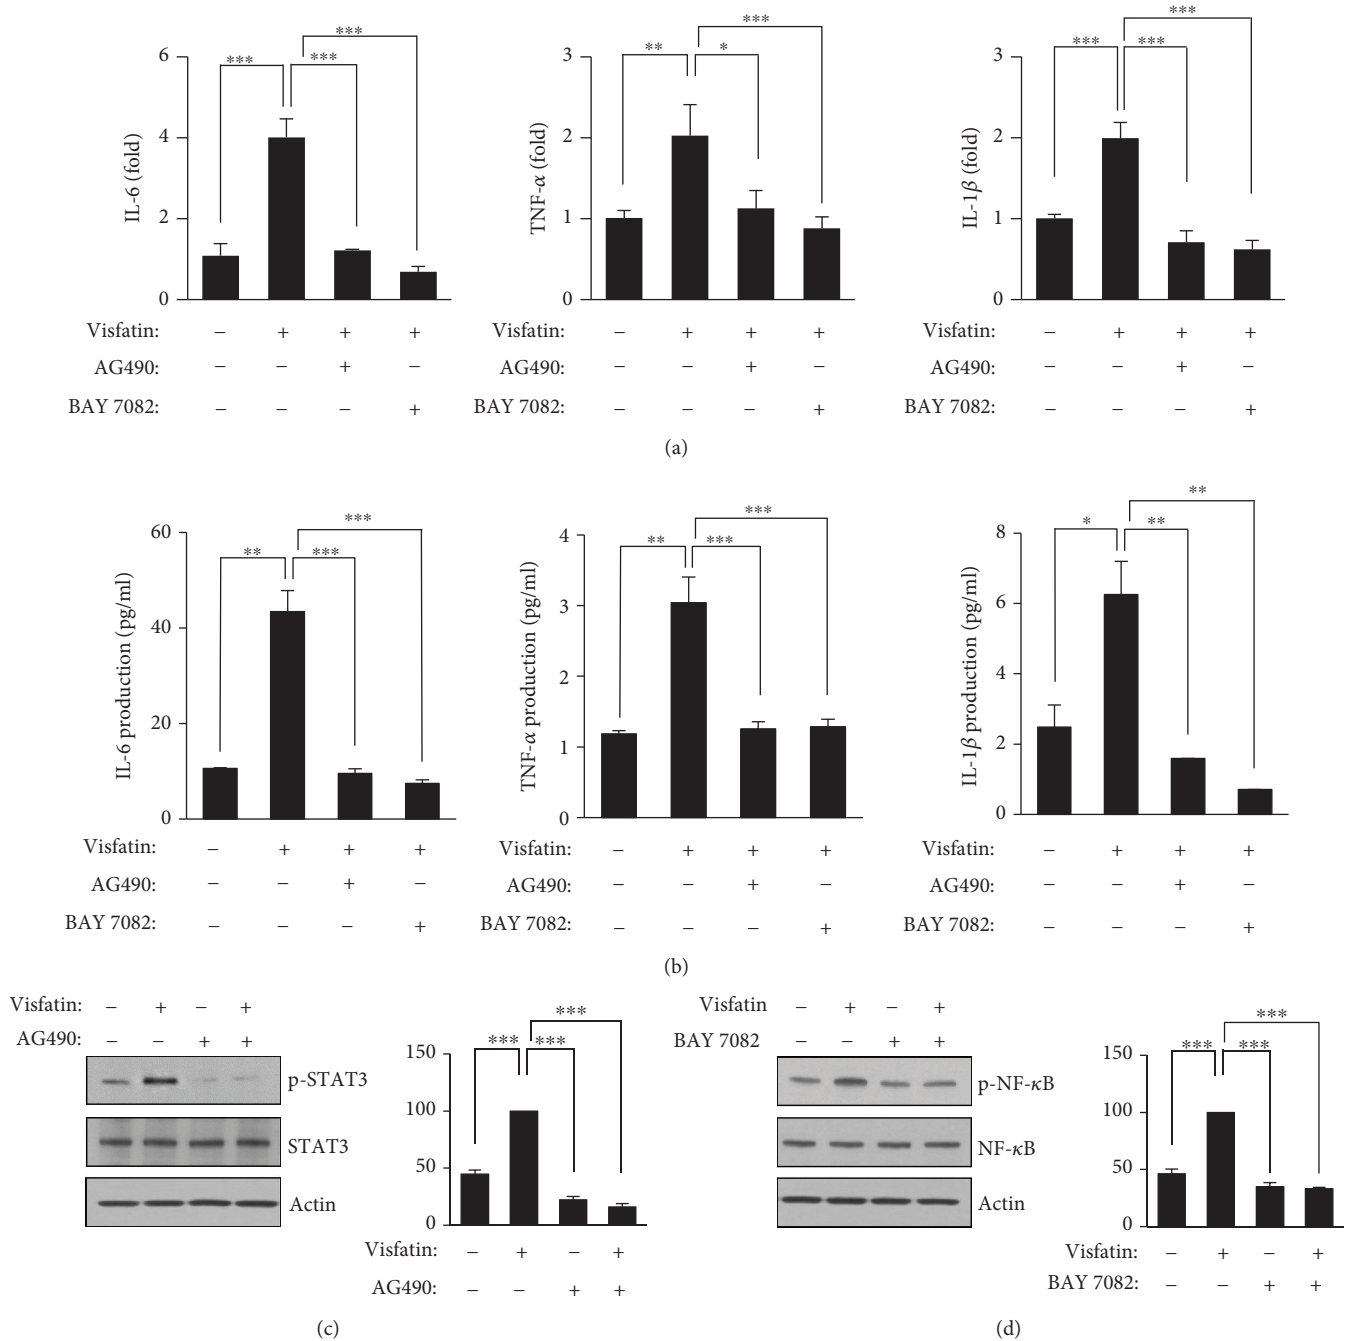 *** *** ***
6
4
2
0
IL-6 (fold)
Visfatin: – + + +
AG490: – – + –
BAY 7082: – – – +
** * ***
3
2
1
0
TNF-α (fold)
Visfatin: – + + +
AG490: – – + –
BAY 7082: – – – +
*** *** ***
3
2
1
0
IL-1β (fold)
Visfatin: – + + +
AG490: – – + –
BAY 7082: – – – +
(a)
** *** ***
60
40
20
0
IL-6 production (pg/ml)
Visfatin: – + + +
AG490: – – + –
BAY 7082: – – – +
** *** ***
4
3
2
1
0
TNF-α production (pg/ml)
Visfatin: – + + +
AG490: – – + –
BAY 7082: – – – +
* ** **
8
6
4
2
0
IL-1β production (pg/ml)
Visfatin: – + + +
AG490: – – + –
BAY 7082: – – – +
(b)
Visfatin: – + – +
AG490: – – + +
p-STAT3
STAT3
Actin
*** *** ***
150
100
50
0
Visfatin: – + – +
AG490: – – + +
(c)
Visfatin – + – +
BAY 7082 – – + +
p-NF-κB
NF-κB
Actin
*** *** ***
150
100
50
0
Visfatin: – + – +
BAY 7082: – – + +
(d)